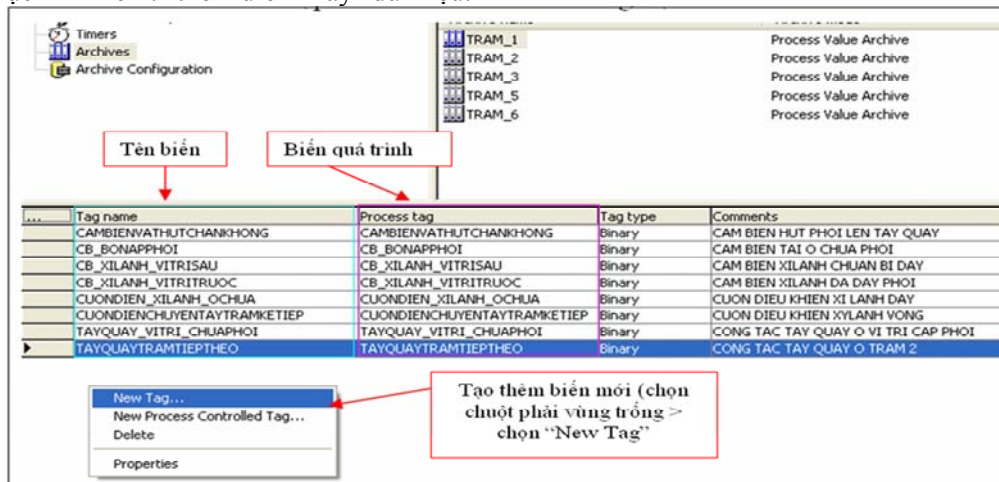 Timers
Archives
Archive Configuration
TRAM_1 Process Value Archive
TRAM_2 Process Value Archive
TRAM_3 Process Value Archive
TRAM_5 Process Value Archive
TRAM_6 Process Value Archive
Tên biến
Biến quá trình
... Tag name Process tag Tag type Comments
CAMBIENVATHUTCHANKHONG CAMBIENVATHUTCHANKHONG Binary CAM BIEN HUT PHOI LEN TAY QUAY
CB_BONAPPHOI CB_BONAPPHOI Binary CAM BIEN TAI O CHUA PHOI
CB_XILANH_VITRISAU CB_XILANH_VITRISAU Binary CAM BIEN XILANH CHUAN BI DAY
CB_XILANH_VITRITRUOC CB_XILANH_VITRITRUOC Binary CAM BIEN XILANH DA DAY PHOI
CUONDIEN_XILANH_OCHUA CUONDIEN_XILANH_OCHUA Binary CUON DIEU KHIEN XI LANH DAY
CUONDIENCHUYENTAYTRAMKETIEP CUONDIENCHUYENTAYTRAMKETIEP Binary CUON DIEU KHIEN XYLANH VONG
TAYQUAY_VITRI_CHUAPHOI TAYQUAY_VITRI_CHUAPHOI Binary CONG TAC TAY QUAY O VI TRI CAP PHOI
TAYQUAYTRAMTIEPTHEO TAYQUAYTRAMTIEPTHEO Binary CONG TAC TAY QUAY O TRAM 2
New Tag...
New Process Controlled Tag...
Delete
Properties
Tạo thêm biến mới (chọn
chuột phải vùng trống >
chọn “New Tag”